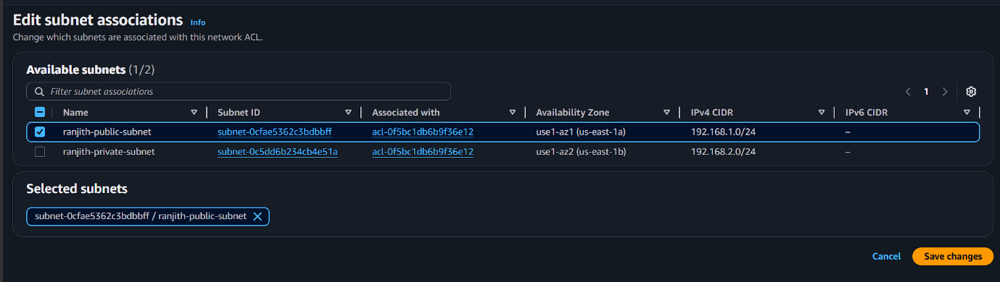 Edit subnet associations Info
Change which subnets are associated with this network ACL.
Available subnets (1/2)
Filter subnet associations
1
Name Subnet ID Associated with Availability Zone IPv4 CIDR IPv6 CIDR
ranjith-public-subnet subnet-0cfae5362c3bdbbff acl-0f5bc1db6b9f36e12 use1-az1 (us-east-1a) 192.168.1.0/24 –
ranjith-private-subnet subnet-0c5dd6b234cb4e51a acl-0f5bc1db6b9f36e12 use1-az2 (us-east-1b) 192.168.2.0/24 –
Selected subnets
subnet-0cfae5362c3bdbbff / ranjith-public-subnet
Cancel Save changes